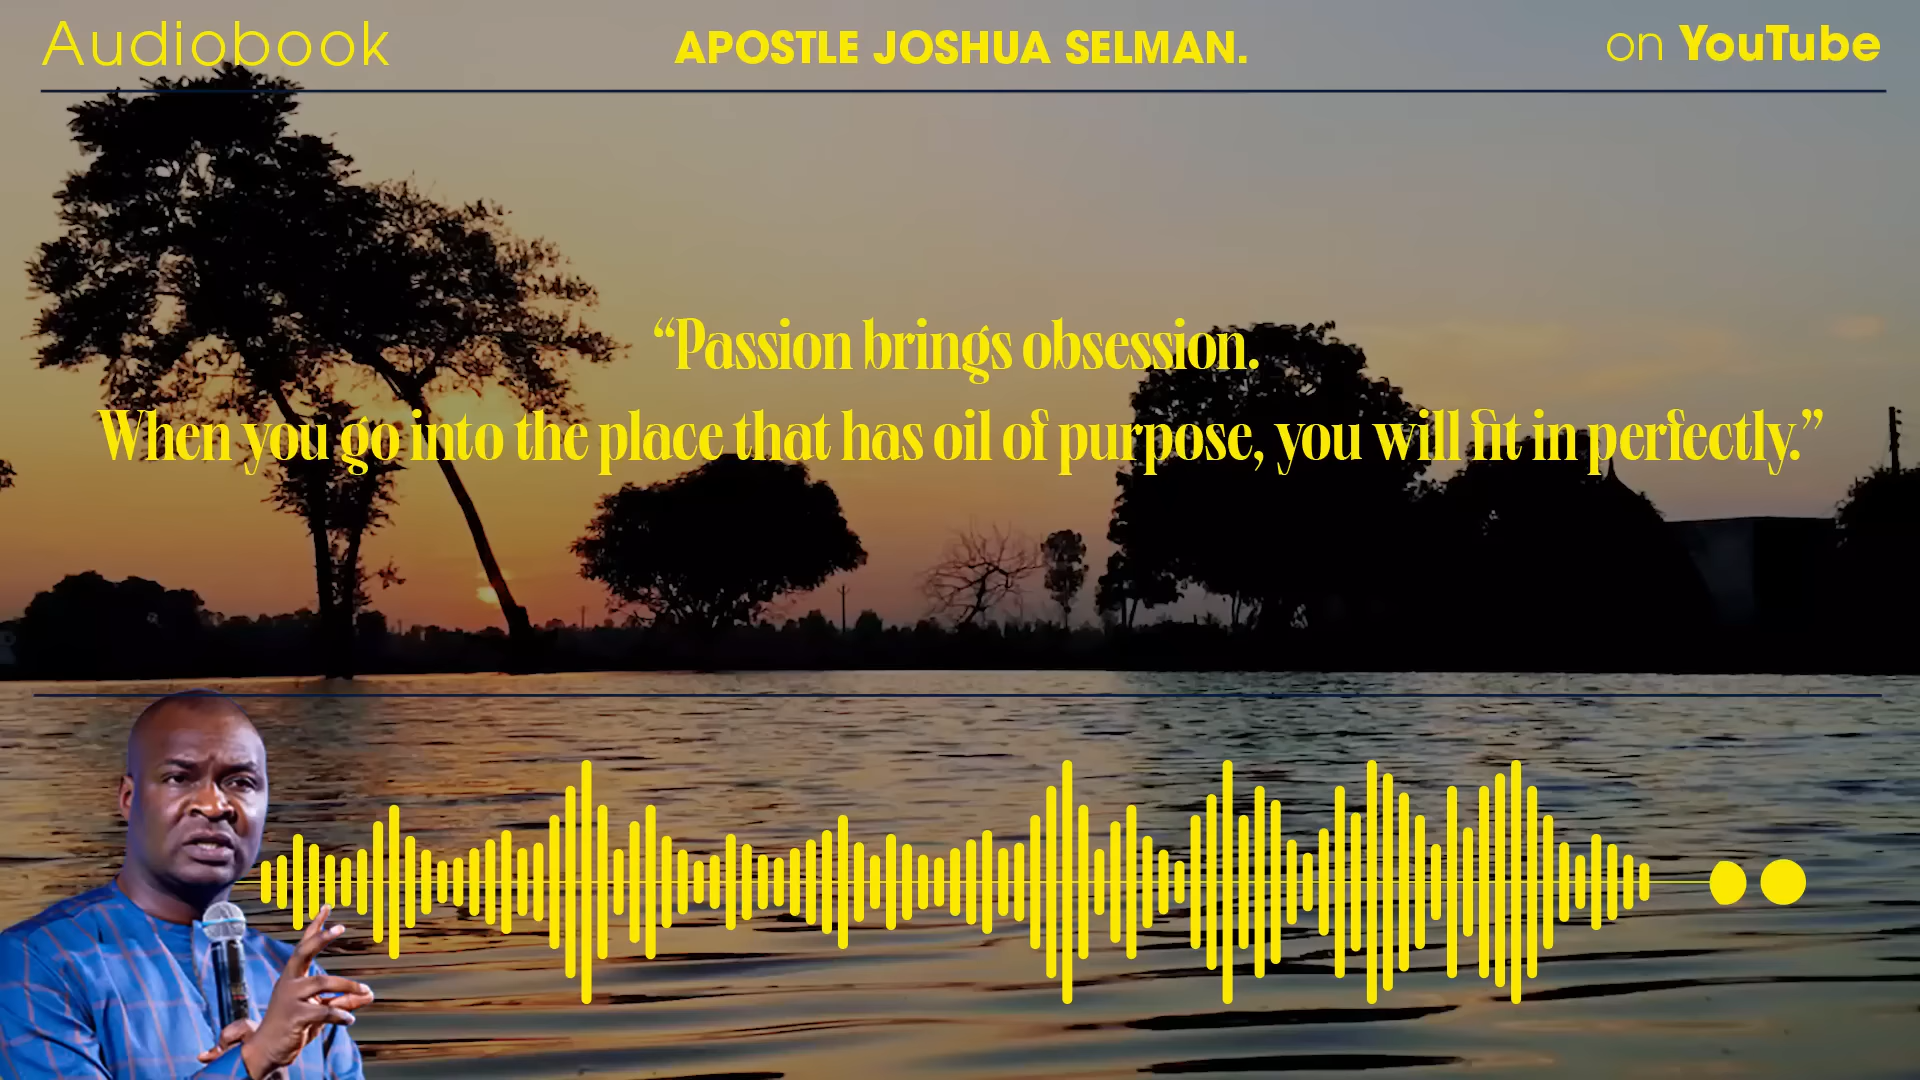 Audiobook
APOSTLE JOSHUA SELMAN.
on YouTube
“Passion brings obsession.
When you go into the place that has oil of purpose, you will fit in perfectly.”